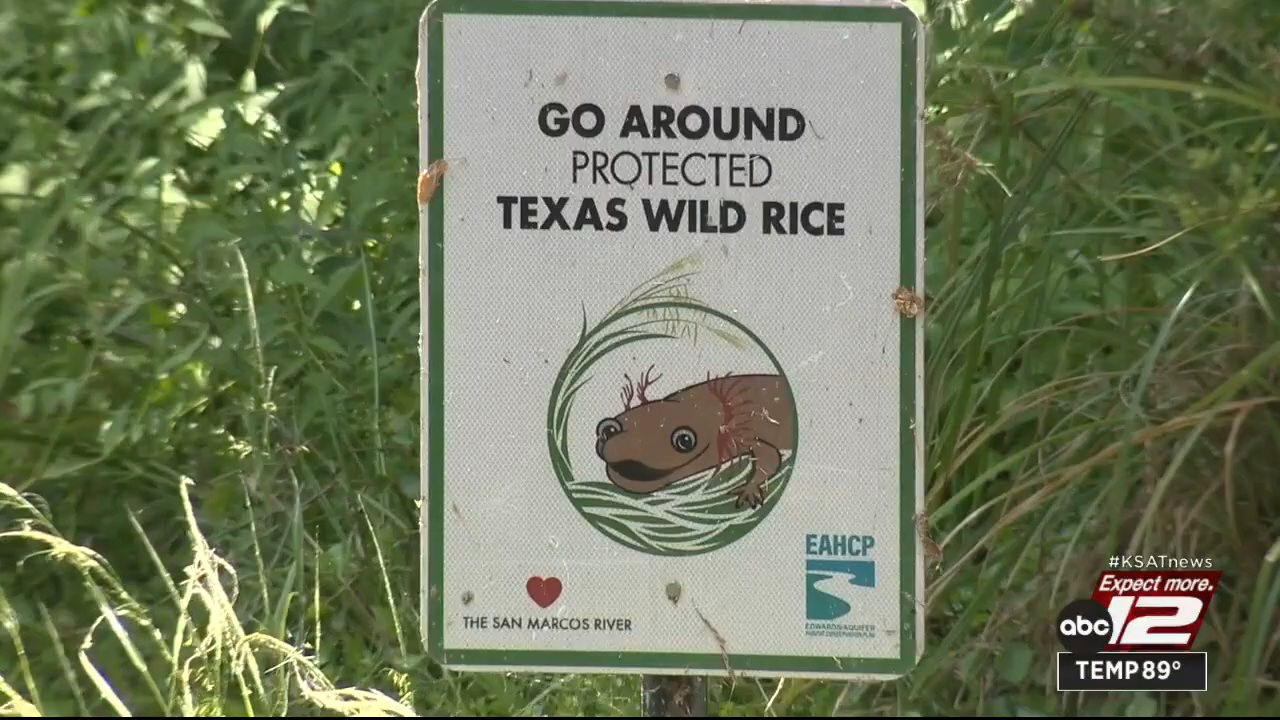 GO AROUND
PROTECTED
TEXAS WILD RICE
EAHCP
EDWARDS AQUIFER
HABITAT CONSERVATION PLAN
THE SAN MARCOS RIVER
#KSATnews
Expect more.
abc 12
TEMP 89°